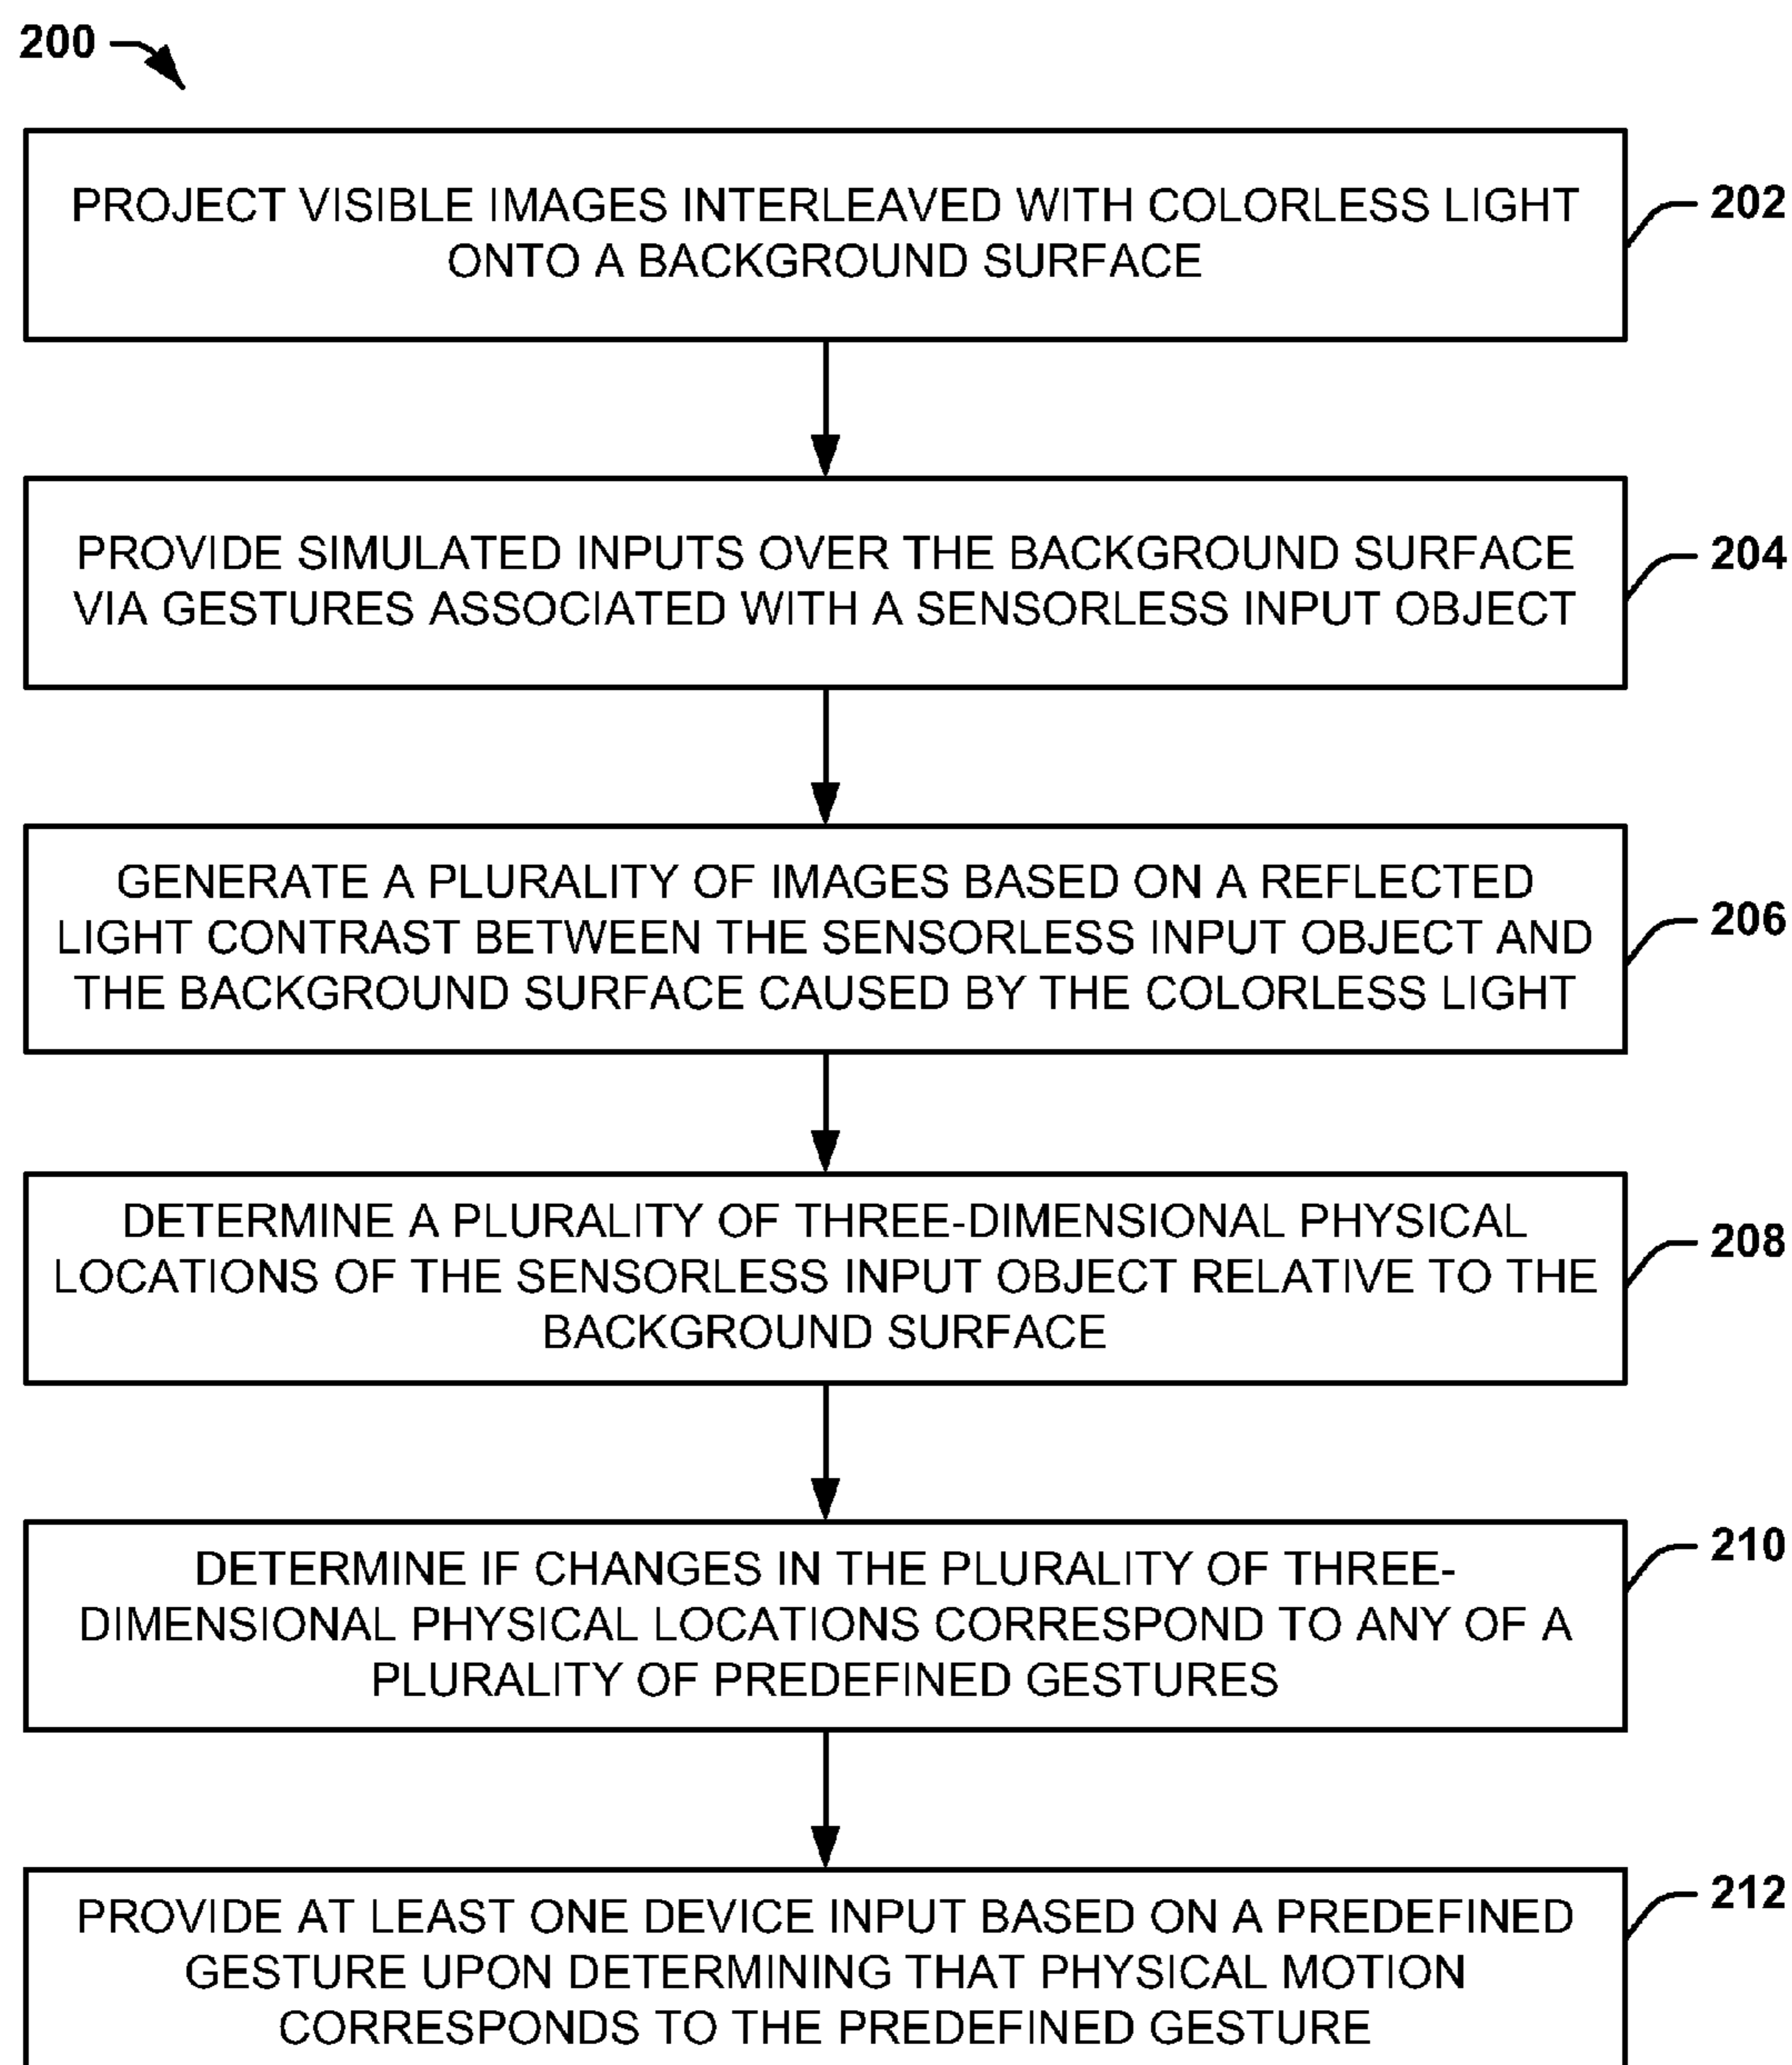 200
PROJECT VISIBLE IMAGES INTERLEAVED WITH COLORLESS LIGHT
ONTO A BACKGROUND SURFACE
202
PROVIDE SIMULATED INPUTS OVER THE BACKGROUND SURFACE
VIA GESTURES ASSOCIATED WITH A SENSORLESS INPUT OBJECT
204
GENERATE A PLURALITY OF IMAGES BASED ON A REFLECTED
LIGHT CONTRAST BETWEEN THE SENSORLESS INPUT OBJECT AND
THE BACKGROUND SURFACE CAUSED BY THE COLORLESS LIGHT
206
DETERMINE A PLURALITY OF THREE-DIMENSIONAL PHYSICAL
LOCATIONS OF THE SENSORLESS INPUT OBJECT RELATIVE TO THE
BACKGROUND SURFACE
208
DETERMINE IF CHANGES IN THE PLURALITY OF THREE-
DIMENSIONAL PHYSICAL LOCATIONS CORRESPOND TO ANY OF A
PLURALITY OF PREDEFINED GESTURES
210
PROVIDE AT LEAST ONE DEVICE INPUT BASED ON A PREDEFINED
GESTURE UPON DETERMINING THAT PHYSICAL MOTION
CORRESPONDS TO THE PREDEFINED GESTURE
212